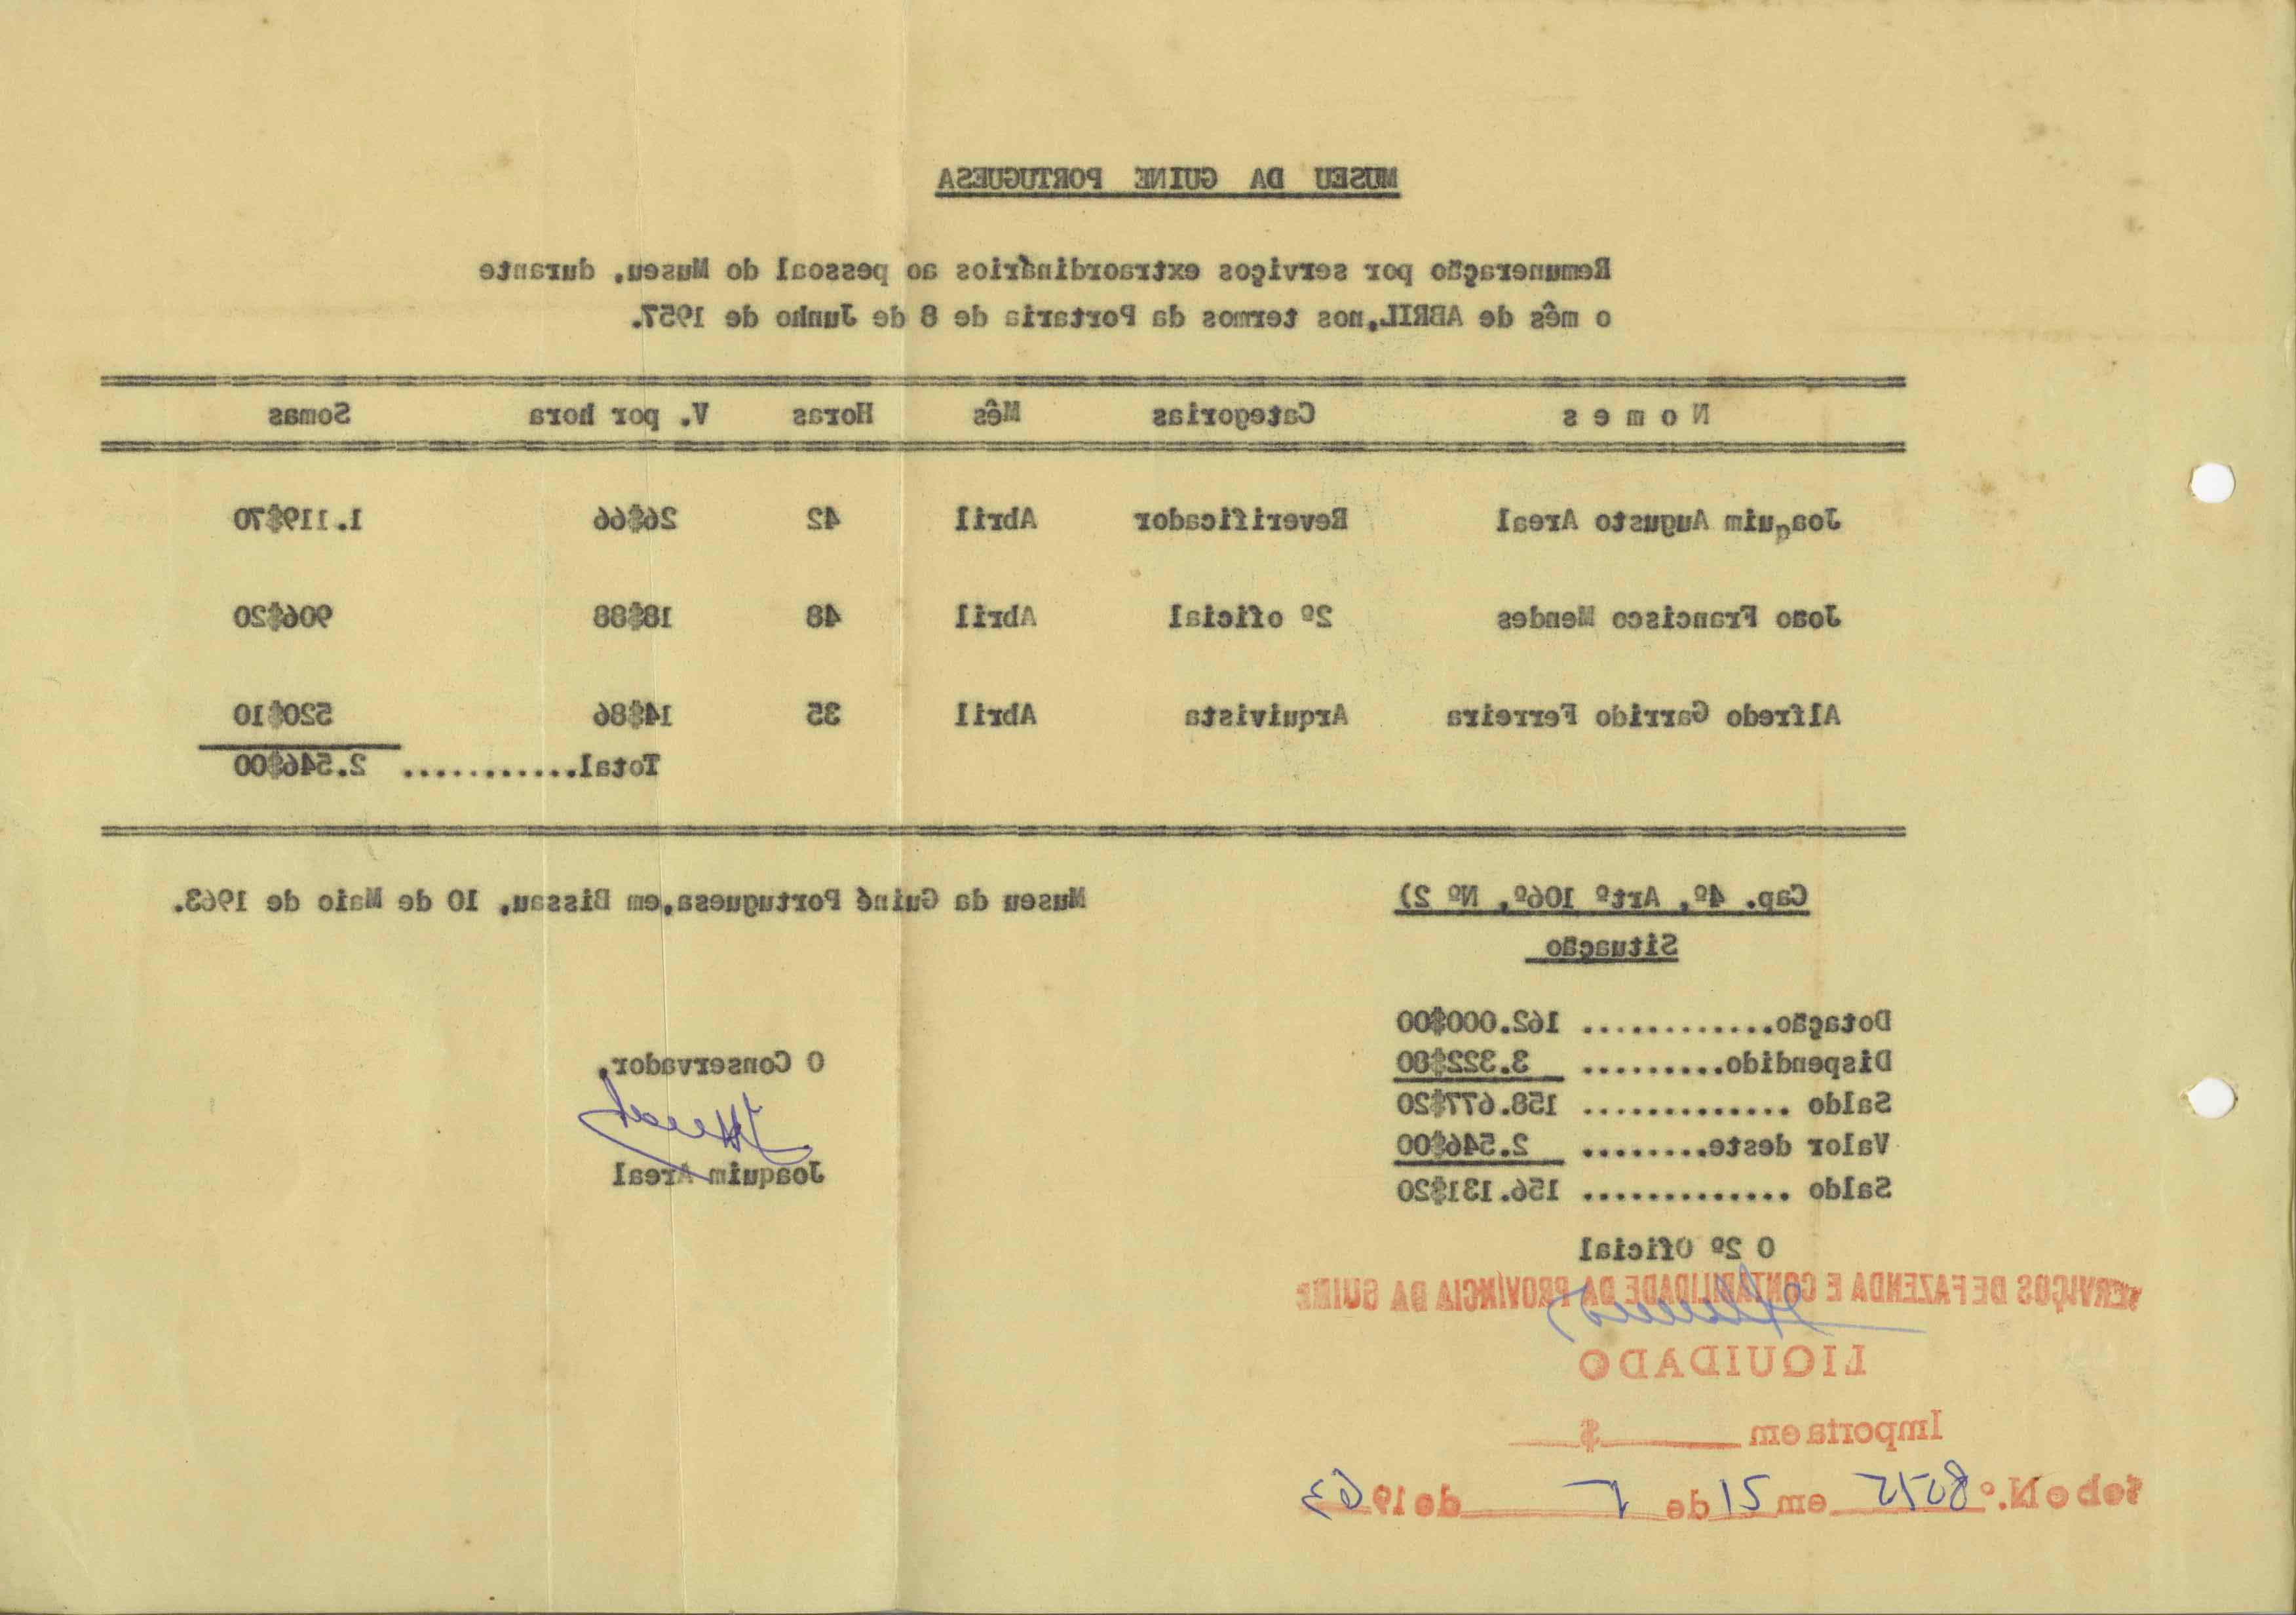 MUSEU DA GUINÉ PORTUGUESA
Remuneração por serviços extraordinários ao pessoal do Museu, durante
o mês de ABRIL,nos termos da Portaria de 8 de Junho de 1957.
N o m e s Categorias Mês Horas V. por hora Somas
Joaquim Augusto Areal Reverificador Abril 42 26$66 1.119$70
Joao Francisco Mendes 2º oficial Abril 48 18$88 906$20
Alfredo Garrido Ferreira Arquivista Abril 35 14$86 520$10
Total........... 2.546$00
Cap. 4º, Artº 106º, Nº 2)
Situação
Dotação............ 162.000$00
Dispendido......... 3.322$80
Saldo ............. 158.677$20
Valor deste........ 2.546$00
Saldo ............. 156.131$20
O 2º Oficial
Museu da Guiné Portuguesa,em Bissau, 10 de Maio de 1963.
O Conservador,
Joaquim Areal
SERVIÇOS DE FAZENDA E CONTABILIDADE DA PROVÍNCIA DA GUINÉ
LIQUIDADO
Importa em $
Sob o N.º em 15 de de 1963